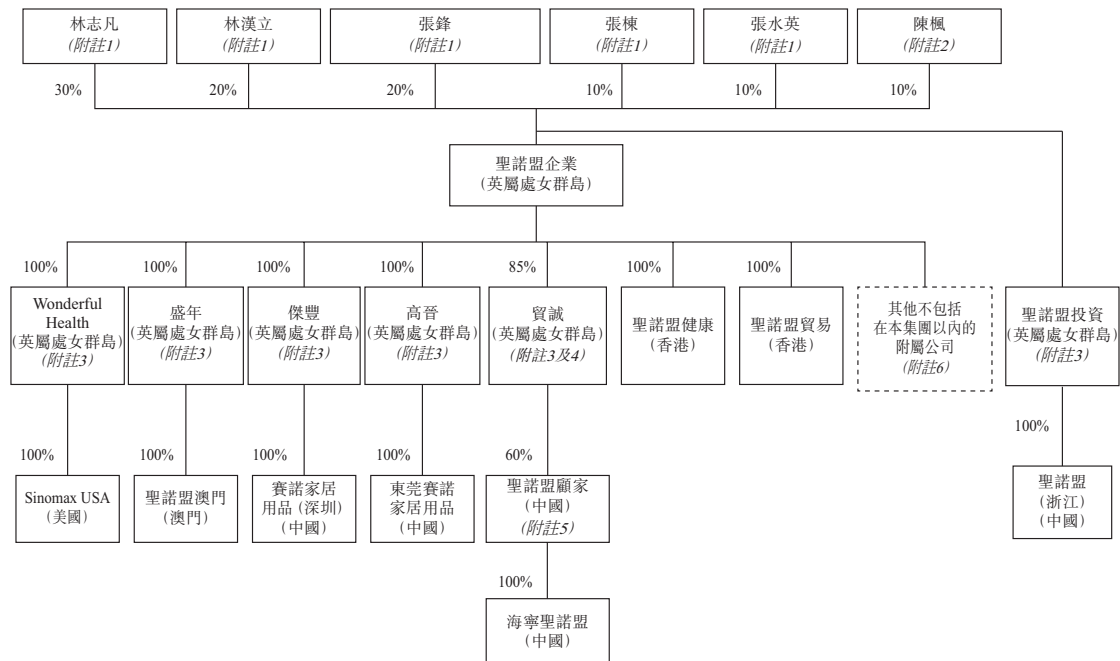 林志凡
(附註1)
林漢立
(附註1)
張鋒
(附註1)
張棟
(附註1)
張水英
(附註1)
陳楓
(附註2)
30%
20%
20%
10%
10%
10%
聖諾盟企業
(英屬處女群島)
100%
100%
100%
100%
85%
100%
100%
Wonderful
Health
(英屬處女群島)
(附註3)
盛年
(英屬處女群島)
(附註3)
傑豐
(英屬處女群島)
(附註3)
高晉
(英屬處女群島)
(附註3)
貿誠
(英屬處女群島)
(附註3及4)
聖諾盟健康
(香港)
聖諾盟貿易
(香港)
其他不包括
在本集團以內的
附屬公司
(附註6)
聖諾盟投資
(英屬處女群島)
(附註3)
100%
100%
100%
100%
60%
100%
Sinomax USA
(美國)
聖諾盟澳門
(澳門)
賽諾家居
用品(深圳)
(中國)
東莞賽諾
家居用品
(中國)
聖諾盟顧家
(中國)
(附註5)
聖諾盟
(浙江)
(中國)
100%
海寧聖諾盟
(中國)